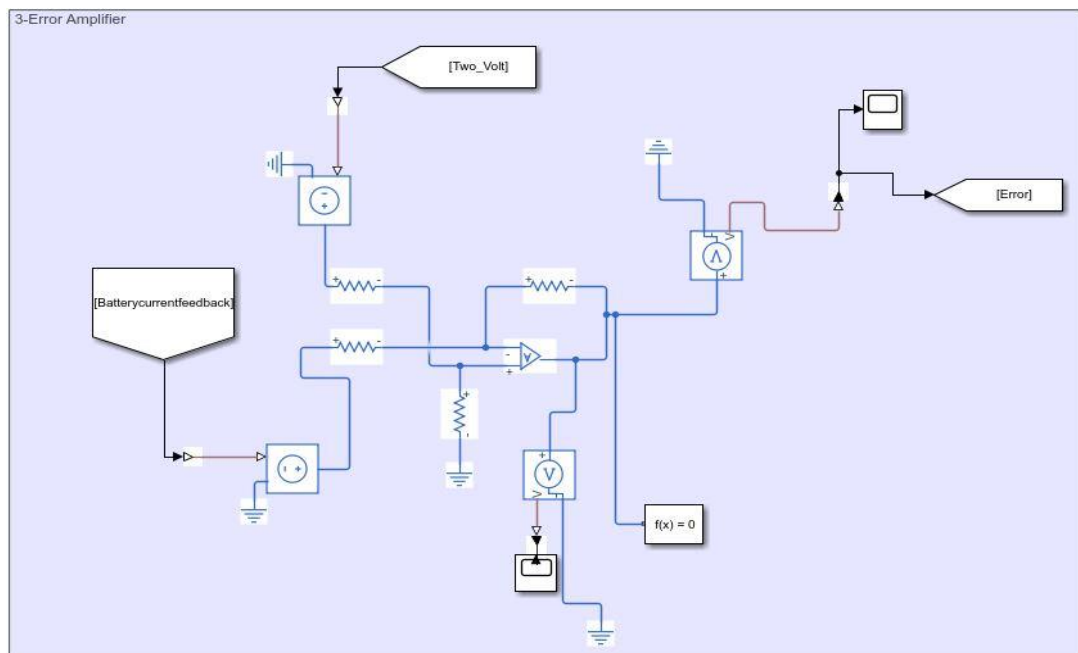 3-Error Amplifier
[Two_Volt]
[Error]
[Batterycurrentfeedback]
f(x) = 0